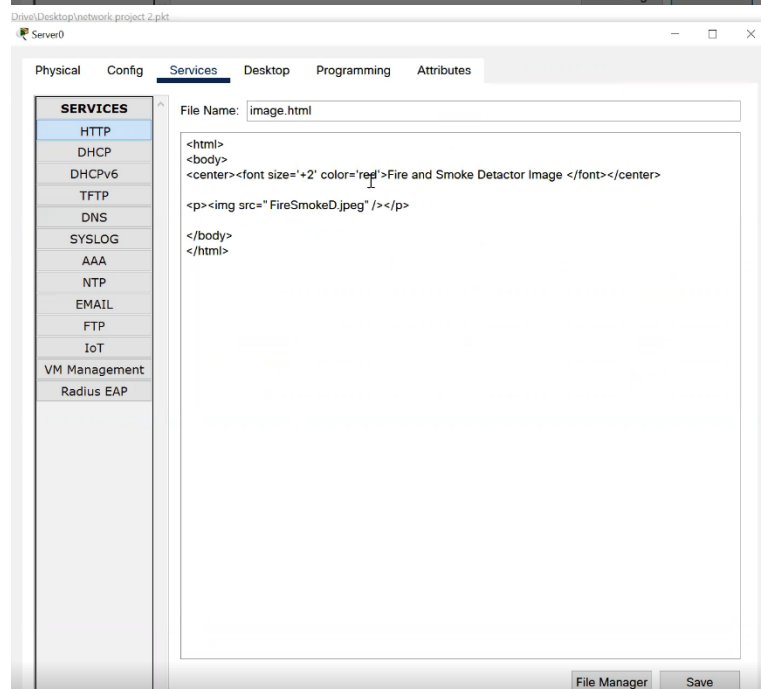 Drive\Desktop\network project 2.pkt
Server0
Physical Config Services Desktop Programming Attributes
SERVICES
HTTP
DHCP
DHCPv6
TFTP
DNS
SYSLOG
AAA
NTP
EMAIL
FTP
IoT
VM Management
Radius EAP
File Name: image.html
<html>
<body>
<center><font size='+2' color='red'>Fire and Smoke Detactor Image </font></center>
<p><img src=" FireSmokeD.jpeg" /></p>
</body>
</html>
File Manager Save